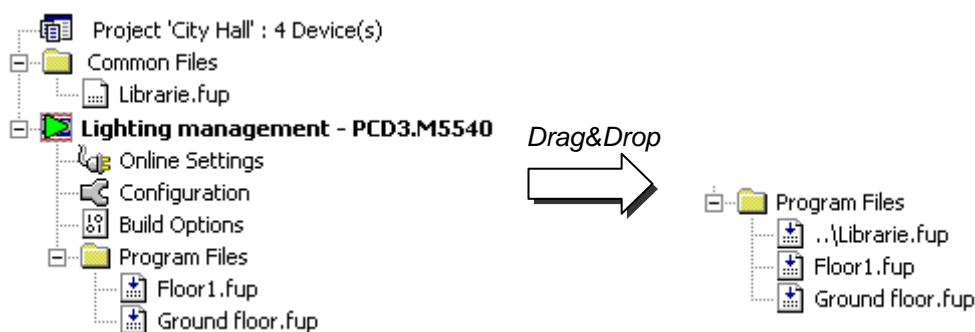 Project 'City Hall' : 4 Device(s)
Common Files
Librarie.fup
Lighting management - PCD3.M5540
Online Settings
Configuration
Build Options
Program Files
Floor1.fup
Ground floor.fup
Drag&Drop
Program Files
..\Librarie.fup
Floor1.fup
Ground floor.fup